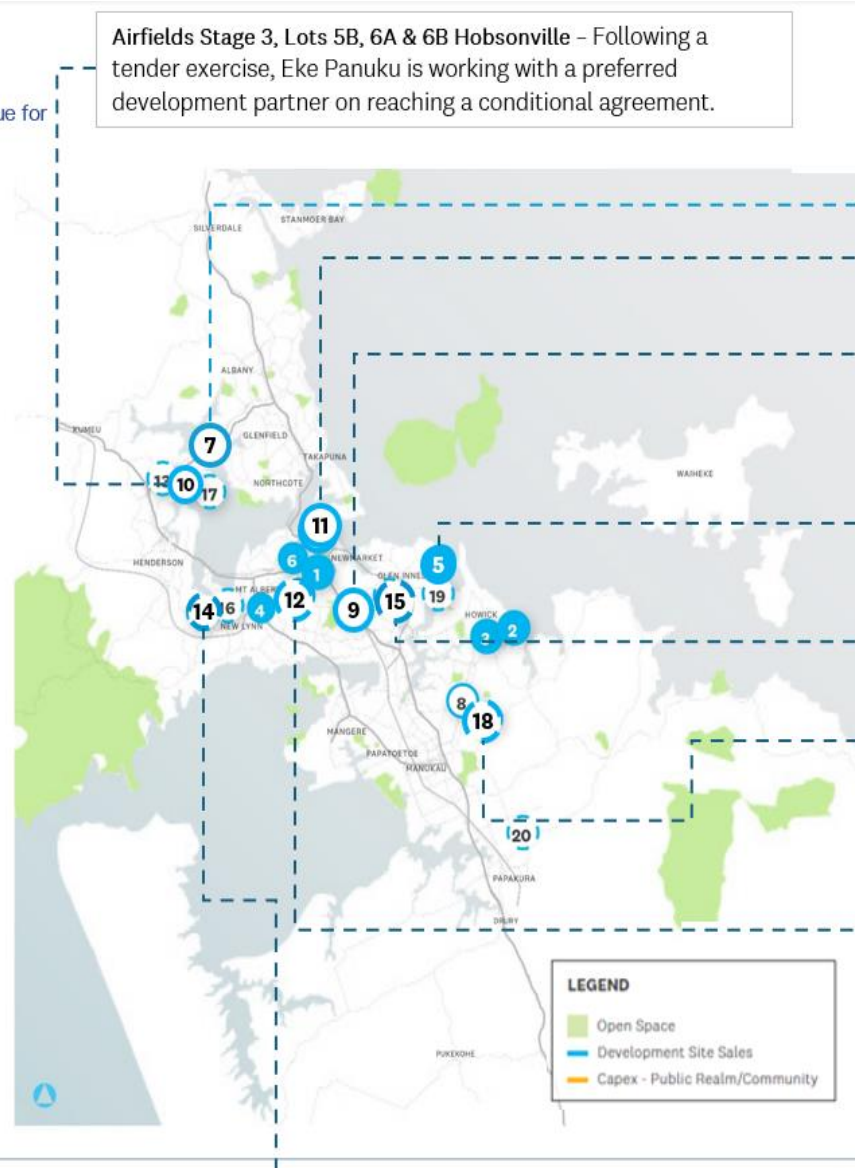 Airfields Stage 3, Lots 5B, 6A & 6B Hobsonville – Following a
tender exercise, Eke Panuku is working with a preferred
development partner on reaching a conditional agreement.
ue for
STANMOER BAY
SILVERDALE
ALBANY
KUMEU
GLENFIELD
7
TAKAPUNA
WAIHEKE
13
10
17
NORTHCOTE
11
HENDERSON
6
NEWMARKET
1
GLEN INNES
5
MT ALBERT
14
16
4
12
9
15
19
NEW LYNN
HOWICK
3
2
8
18
MANGERE
PAPATOETOE
MANUKAU
20
PAPAKURA
DRURY
PUKEKOHE
LEGEND
Open Space
Development Site Sales
Capex - Public Realm/Community